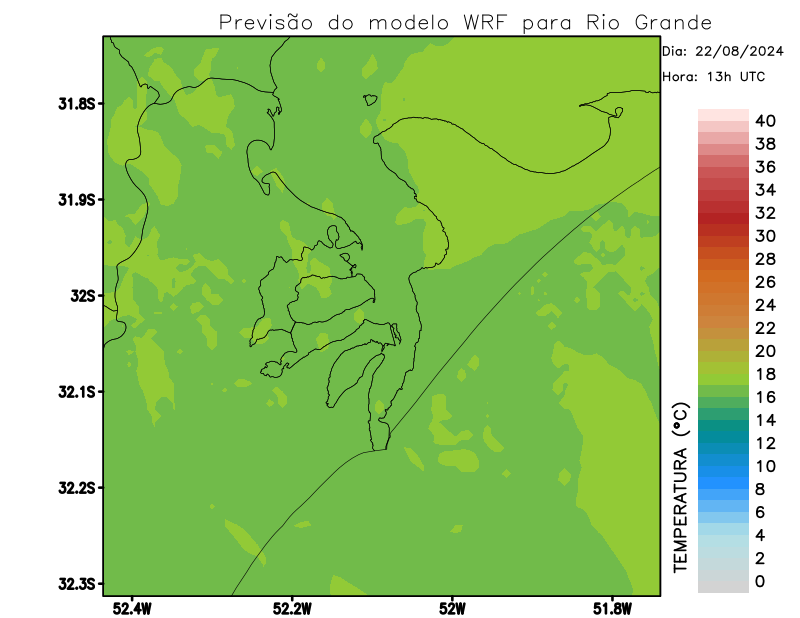 Previsão do modelo WRF para Rio Grande
Dia: 22/08/2024
Hora: 13h UTC
31.8S
31.9S
32S
32.1S
32.2S
32.3S
52.4W
52.2W
52W
51.8W
TEMPERATURA (°C)
40
38
36
34
32
30
28
26
24
22
20
18
16
14
12
10
8
6
4
2
0